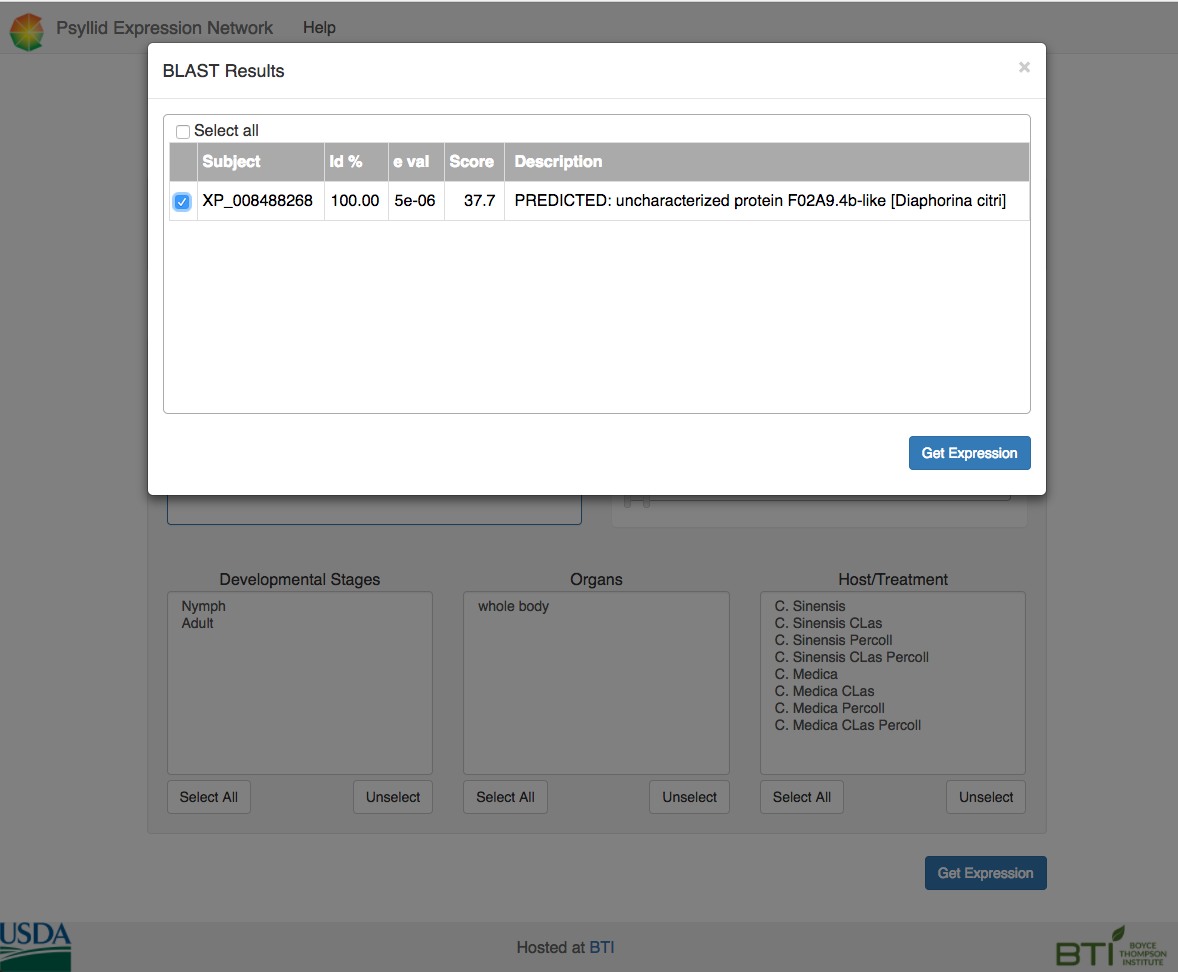 Psyllid Expression Network Help
BLAST Results ×
Select all
Subject Id % e val Score Description
XP_008488268 100.00 5e-06 37.7 PREDICTED: uncharacterized protein F02A9.4b-like [Diaphorina citri]
Get Expression
Developmental Stages Organs Host/Treatment
Nymph whole body C. Sinensis
Adult C. Sinensis CLas
C. Sinensis Percoll
C. Sinensis CLas Percoll
C. Medica
C. Medica CLas
C. Medica Percoll
C. Medica CLas Percoll
Select All Unselect Select All Unselect Select All Unselect
Get Expression
USDA
Hosted at BTI
BTI BOYCE
THOMPSON
INSTITUTE